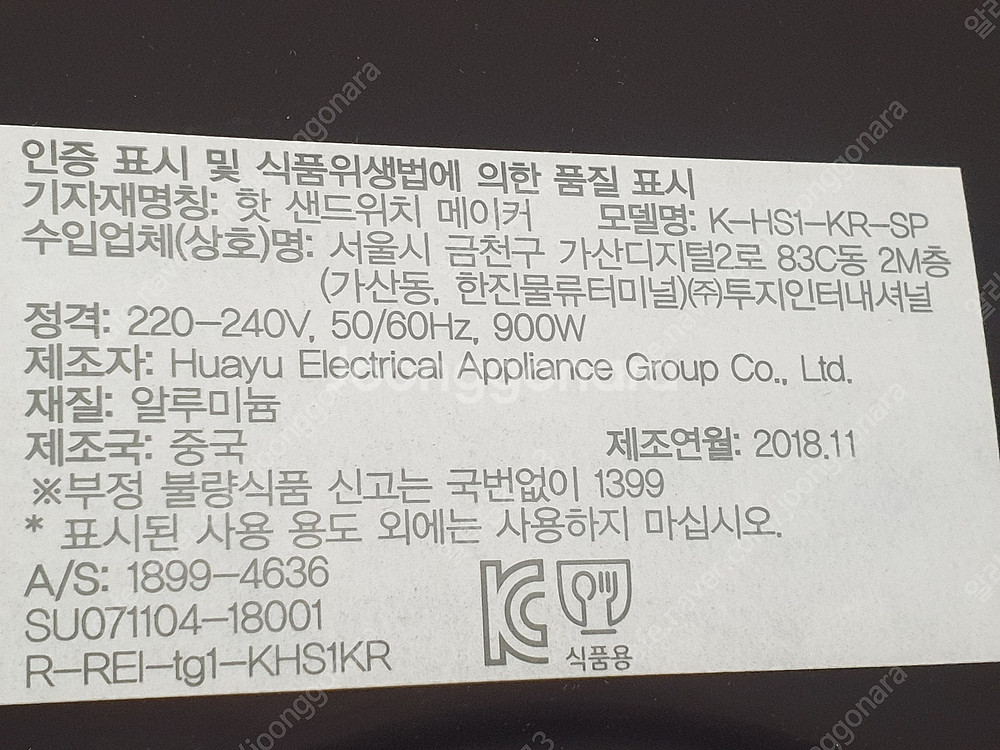 인증 표시 및 식품위생법에 의한 품질 표시
기자재명칭: 핫 샌드위치 메이커 모델명: K-HS1-KR-SP
수입업체(상호)명: 서울시 금천구 가산디지털2로 83C동 2M층
(가산동, 한진물류터미널)㈜투지인터내셔널
정격: 220-240V, 50/60Hz, 900W
제조자: Huayu Electrical Appliance Group Co., Ltd.
재질: 알루미늄
제조국: 중국 제조연월: 2018.11
※부정 불량식품 신고는 국번없이 1399
* 표시된 사용 용도 외에는 사용하지 마십시오.
A/S: 1899-4636
SU071104-18001
R-REI-tg1-KHS1KR
식품용
joonggonara